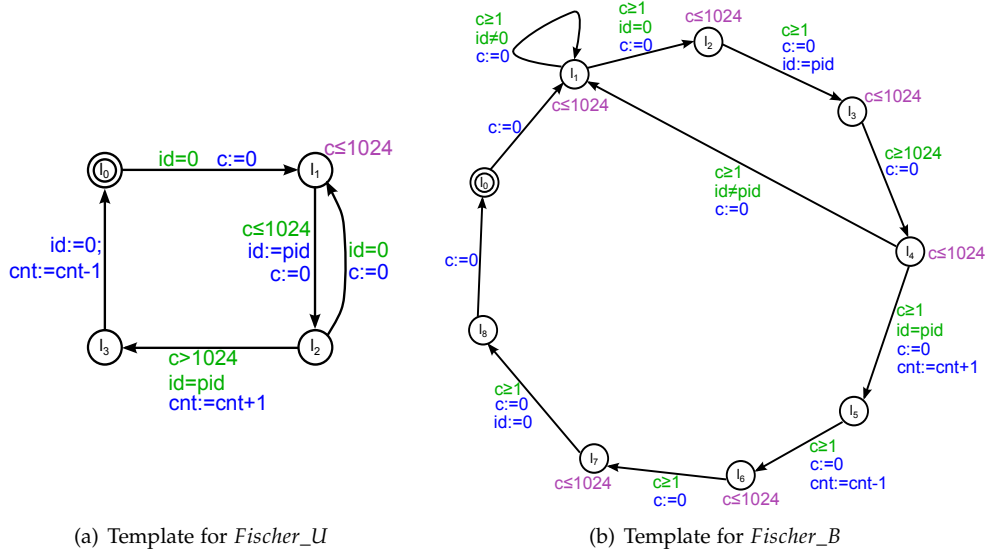 l₀
id=0 c:=0
l₁
c≤1024
c≤1024
id:=pid
c:=0
id=0
c:=0
l₂
c>1024
id=pid
cnt:=cnt+1
l₃
id:=0;
cnt:=cnt-1
(a) Template for Fischer_U
l₀
c:=0
l₁
c≤1024
c≥1
id≠0
c:=0
c≥1
id=0
c:=0
l₂
c≤1024
c≥1
c:=0
id:=pid
l₃
c≤1024
c≥1024
c:=0
l₄
c≤1024
c≥1
id≠pid
c:=0
c≥1
id=pid
c:=0
cnt:=cnt+1
l₅
c≥1
c:=0
cnt:=cnt-1
l₆
c≤1024
c≥1
c:=0
l₇
c≤1024
c≥1
c:=0
id:=0
l₈
c:=0
(b) Template for Fischer_B